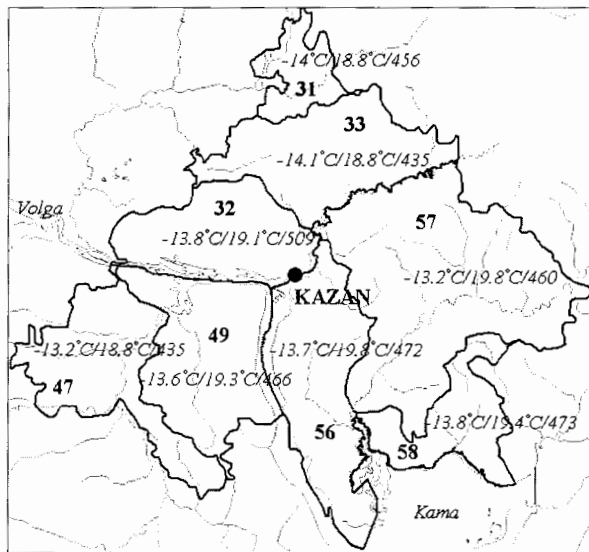 -14°C/18.8°C/456
31
33
-14.1°C/18.8°C/435
32
57
Volga
-13.8°C/19.1°C/509
-13.2°C/19.8°C/460
KAZAN
49
-13.2°C/18.8°C/435
-13.7°C/19.8°C/472
47
-13.6°C/19.3°C/466
56
-13.8°C/19.4°C/473
58
Kama